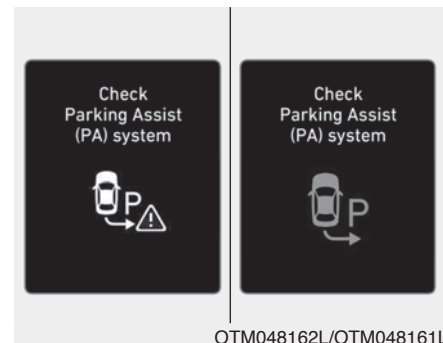 Check
Parking Assist
(PA) system
P
Check
Parking Assist
(PA) system
P
OTM048162L/OTM048161L